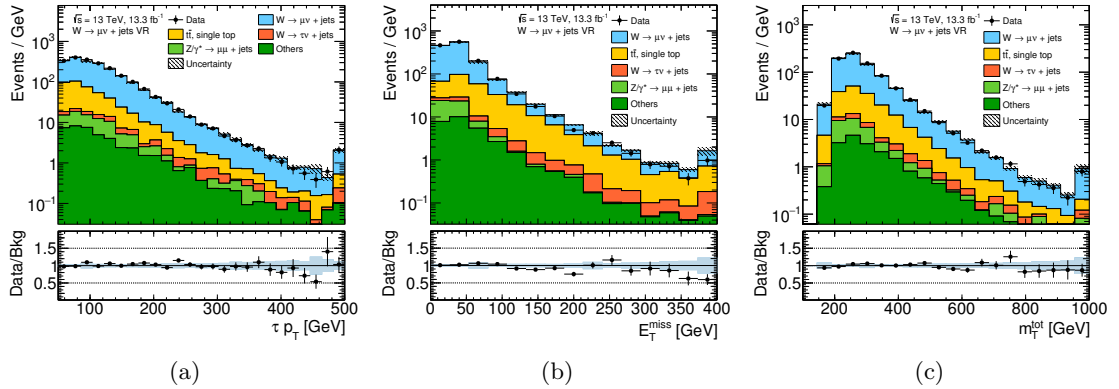 Events / GeV
10³
10²
10
1
10⁻¹
√s = 13 TeV, 13.3 fb⁻¹
W → μν + jets VR
Data
W → μν + jets
tt̄, single top
W → τν + jets
Z/γ* → μμ + jets
Others
Uncertainty
Data/Bkg
1.5
1
0.5
100 200 300 400 500
τ p_T [GeV]
(a)
Events / GeV
10³
10²
10
1
10⁻¹
√s = 13 TeV, 13.3 fb⁻¹
W → μν + jets VR
Data
W → μν + jets
tt̄, single top
W → τν + jets
Z/γ* → μμ + jets
Others
Uncertainty
Data/Bkg
1.5
1
0.5
0 50 100 150 200 250 300 350 400
E_T^miss [GeV]
(b)
Events / GeV
10³
10²
10
1
10⁻¹
√s = 13 TeV, 13.3 fb⁻¹
W → μν + jets VR
Data
W → μν + jets
tt̄, single top
W → τν + jets
Z/γ* → μμ + jets
Others
Uncertainty
Data/Bkg
1.5
1
0.5
200 400 600 800 1000
m_T^tot [GeV]
(c)